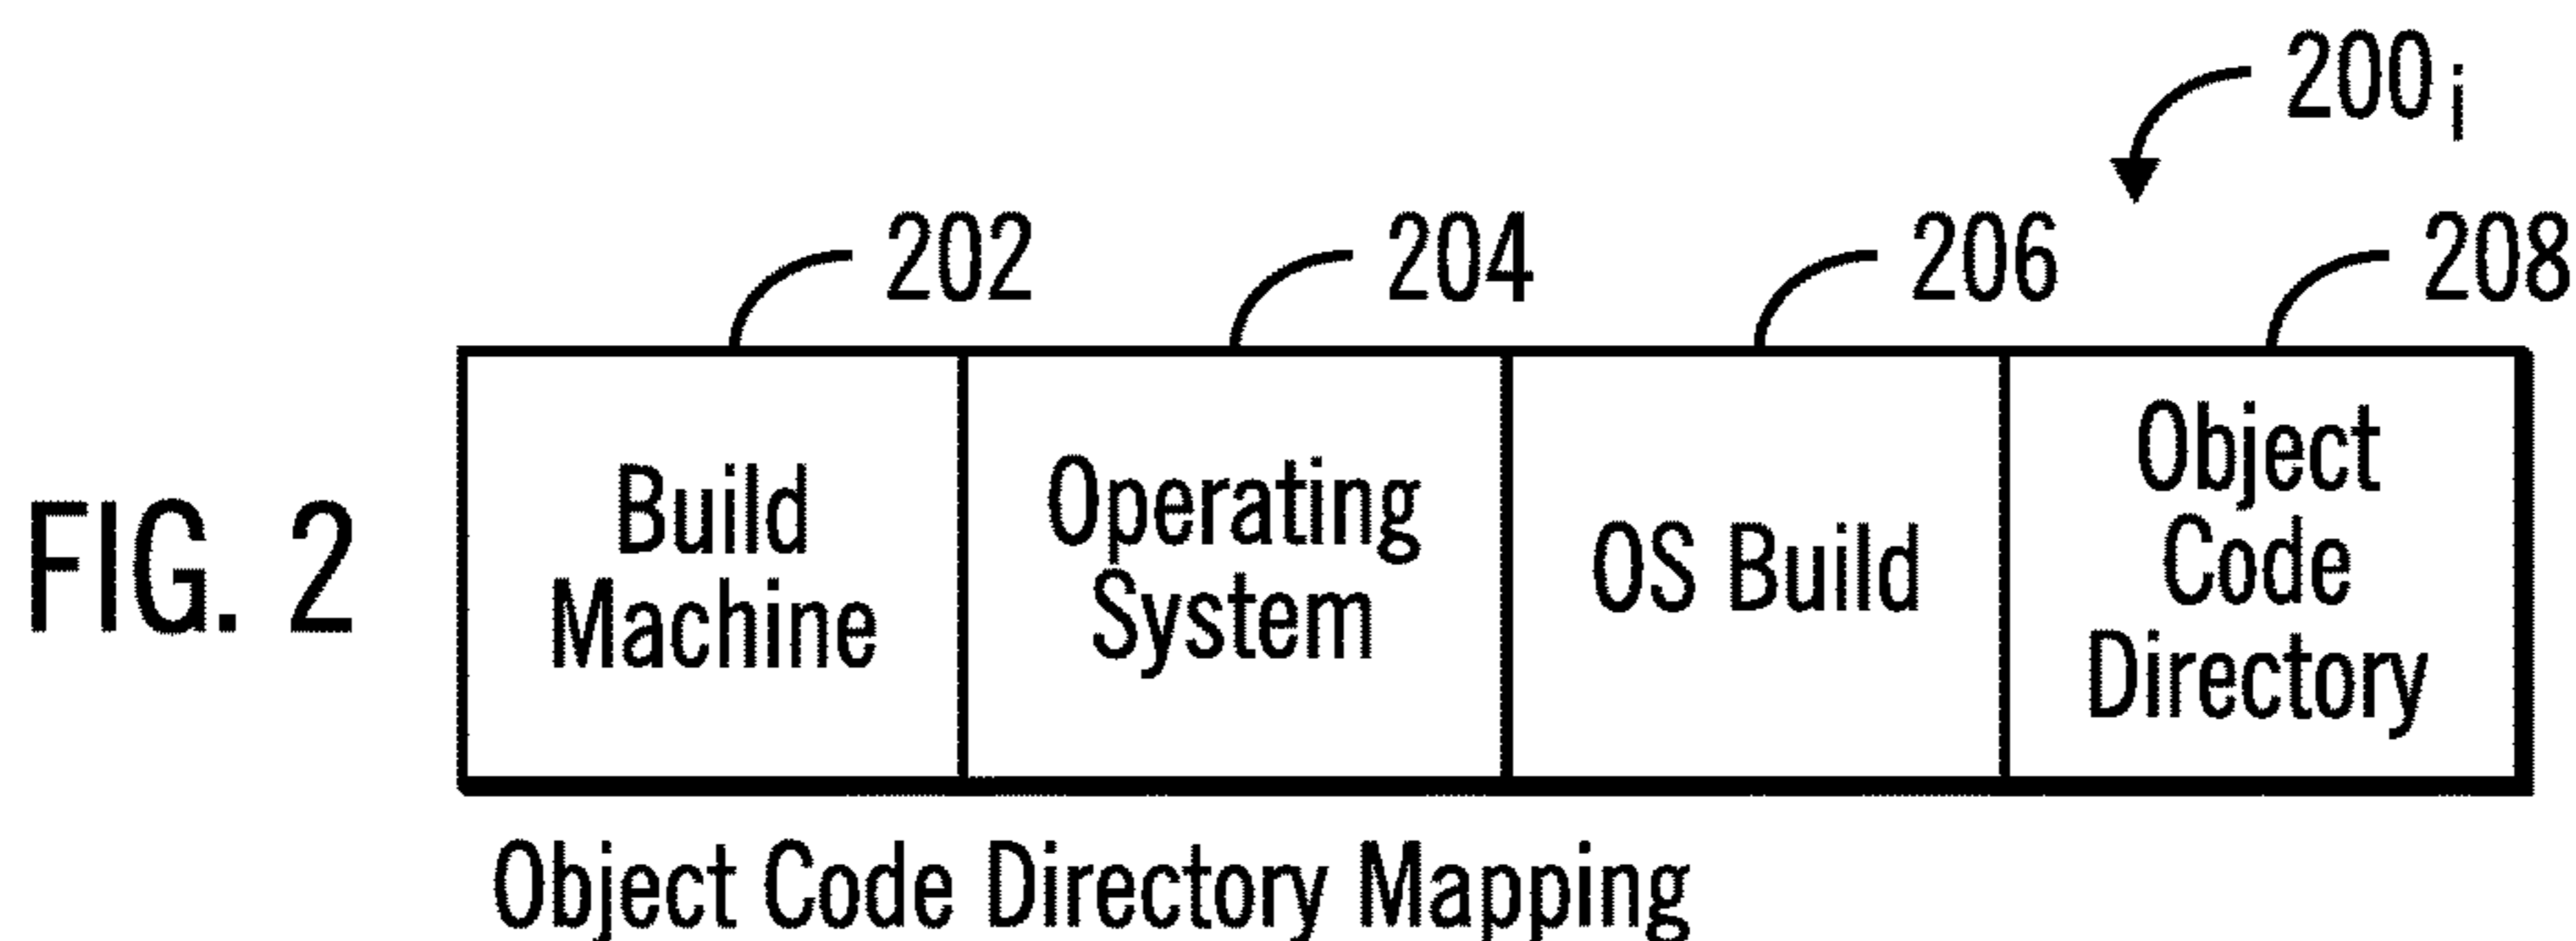 200i
202
204
206
208
Build
Machine
Operating
System
OS Build
Object
Code
Directory
FIG. 2
Object Code Directory Mapping